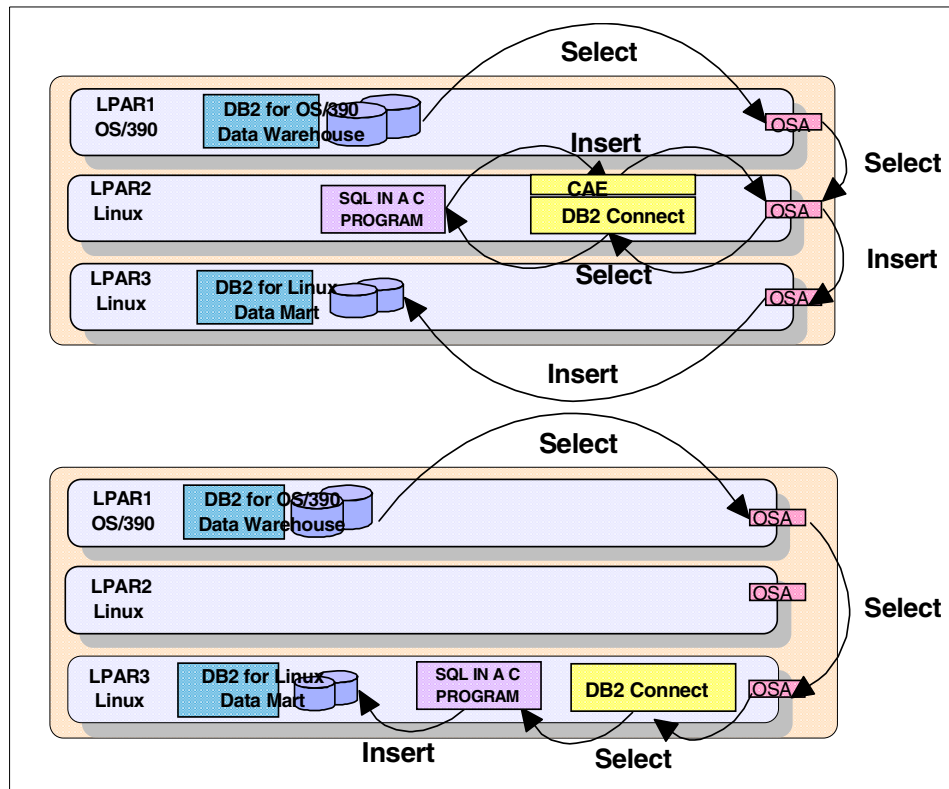 Select
LPAR1
OS/390
DB2 for OS/390
Data Warehouse
OSA
Insert
Select
LPAR2
Linux
SQL IN A C
PROGRAM
CAE
DB2 Connect
OSA
Select
Insert
LPAR3
Linux
DB2 for Linux
Data Mart
OSA
Insert
Select
LPAR1
OS/390
DB2 for OS/390
Data Warehouse
OSA
LPAR2
Linux
OSA
Select
LPAR3
Linux
DB2 for Linux
Data Mart
SQL IN A C
PROGRAM
DB2 Connect
OSA
Insert
Select